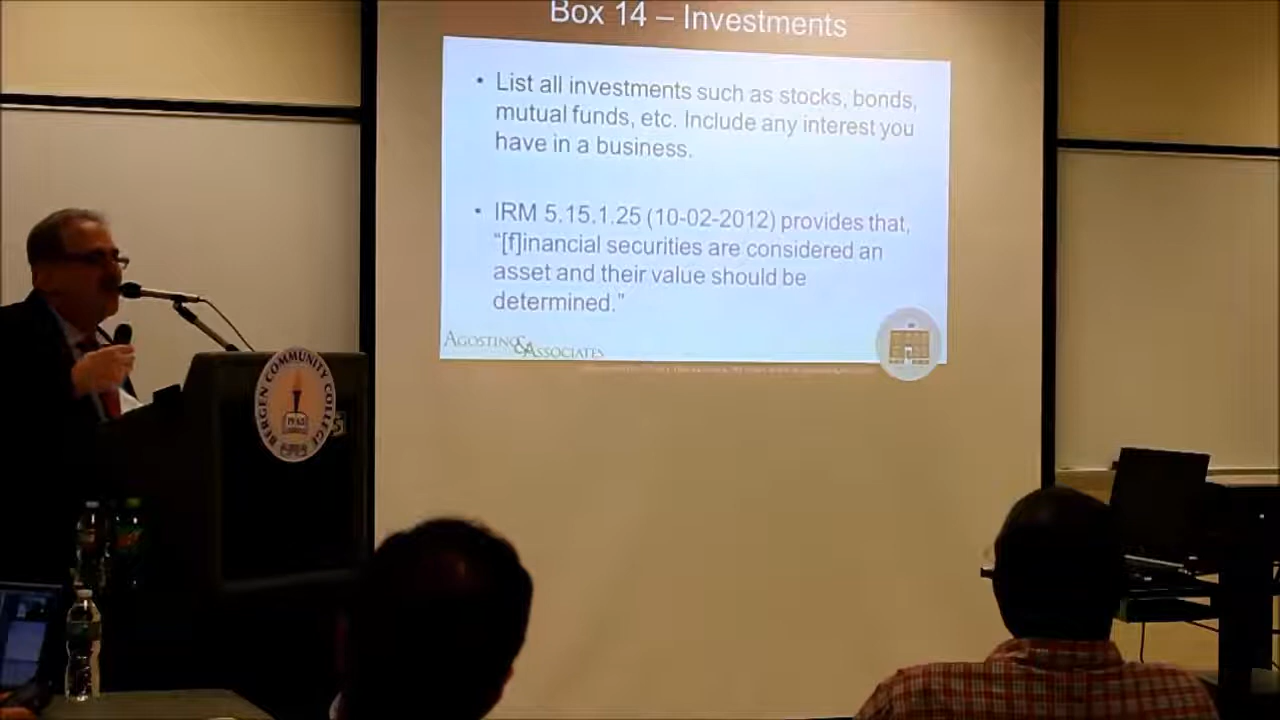 Box 14 – Investments
• List all investments such as stocks, bonds,
mutual funds, etc. Include any interest you
have in a business.
• IRM 5.15.1.25 (10-02-2012) provides that,
“[f]inancial securities are considered an
asset and their value should be
determined.”
AGOSTINO & ASSOCIATES
BERGEN COMMUNITY COLLEGE